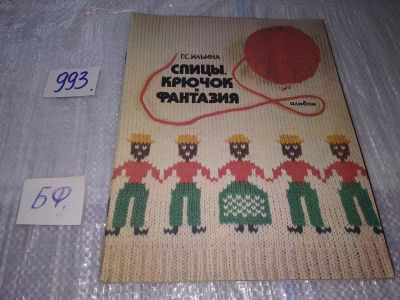 993.
БФ
Г.С. ИЛЬИНА
СПИЦЫ,
КРЮЧОК
И
ФАНТАЗИЯ
альбом